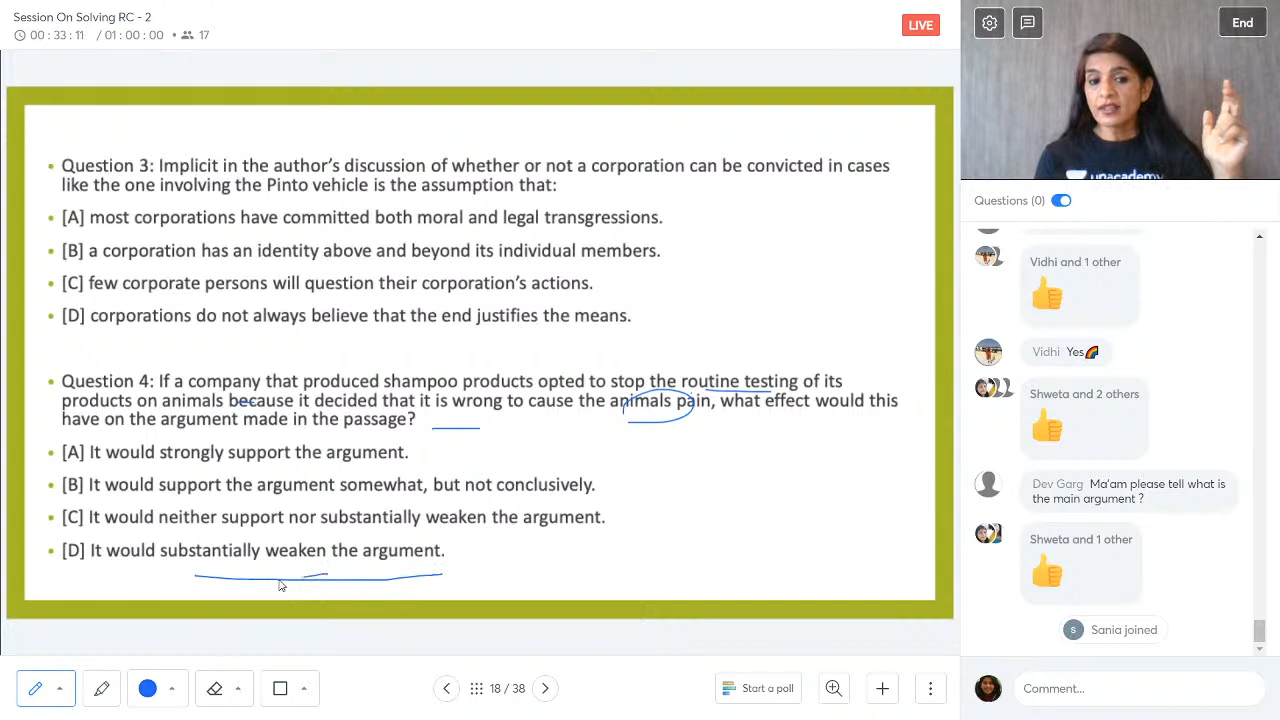 Session On Solving RC - 2
00 : 33 : 11 / 01 : 00 : 00 • 17
LIVE
End
• Question 3: Implicit in the author's discussion of whether or not a corporation can be convicted in cases
like the one involving the Pinto vehicle is the assumption that:
• [A] most corporations have committed both moral and legal transgressions.
• [B] a corporation has an identity above and beyond its individual members.
• [C] few corporate persons will question their corporation's actions.
• [D] corporations do not always believe that the end justifies the means.
• Question 4: If a company that produced shampoo products opted to stop the routine testing of its
products on animals because it decided that it is wrong to cause the animals pain, what effect would this
have on the argument made in the passage?
• [A] It would strongly support the argument.
• [B] It would support the argument somewhat, but not conclusively.
• [C] It would neither support nor substantially weaken the argument.
• [D] It would substantially weaken the argument.
unacademy
Questions (0)
Vidhi and 1 other
Vidhi Yes🌈
Shweta and 2 others
Dev Garg Ma'am please tell what is
the main argument ?
Shweta and 1 other
s Sania joined
18 / 38
Start a poll
Comment...